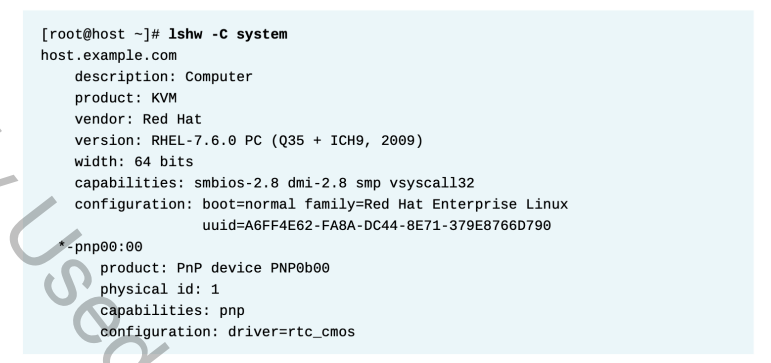 [root@host ~]# lshw -C system
host.example.com
    description: Computer
    product: KVM
    vendor: Red Hat
    version: RHEL-7.6.0 PC (Q35 + ICH9, 2009)
    width: 64 bits
    capabilities: smbios-2.8 dmi-2.8 smp vsyscall32
    configuration: boot=normal family=Red Hat Enterprise Linux
                   uuid=A6FF4E62-FA8A-DC44-8E71-379E8766D790
  *-pnp00:00
       product: PnP device PNP0b00
       physical id: 1
       capabilities: pnp
       configuration: driver=rtc_cmos
Used